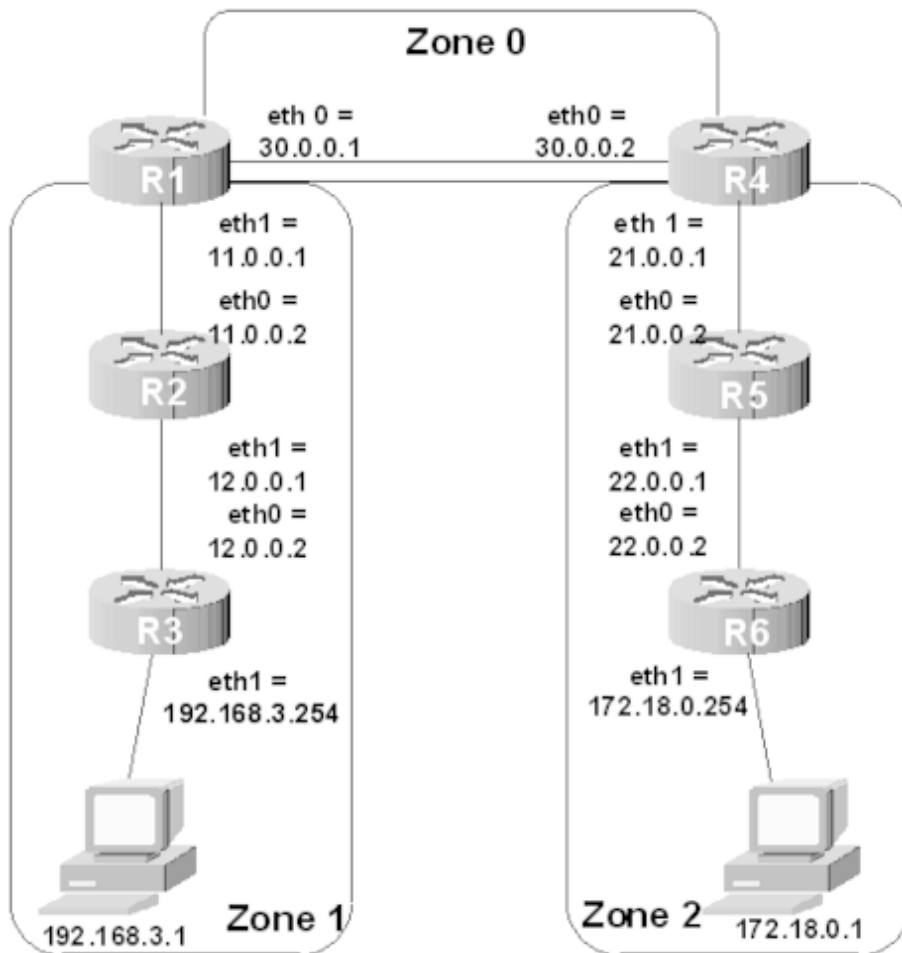 Zone 0
eth 0 =
30.0.0.1
eth0 =
30.0.0.2
R1
R4
eth1 =
11.0.0.1
eth 1 =
21.0.0.1
eth0 =
11.0.0.2
eth0 =
21.0.0.2
R2
R5
eth1 =
12.0.0.1
eth1 =
22.0.0.1
eth0 =
12.0.0.2
eth0 =
22.0.0.2
R3
R6
eth1 =
192.168.3.254
eth1 =
172.18.0.254
192.168.3.1
Zone 1
Zone 2
172.18.0.1